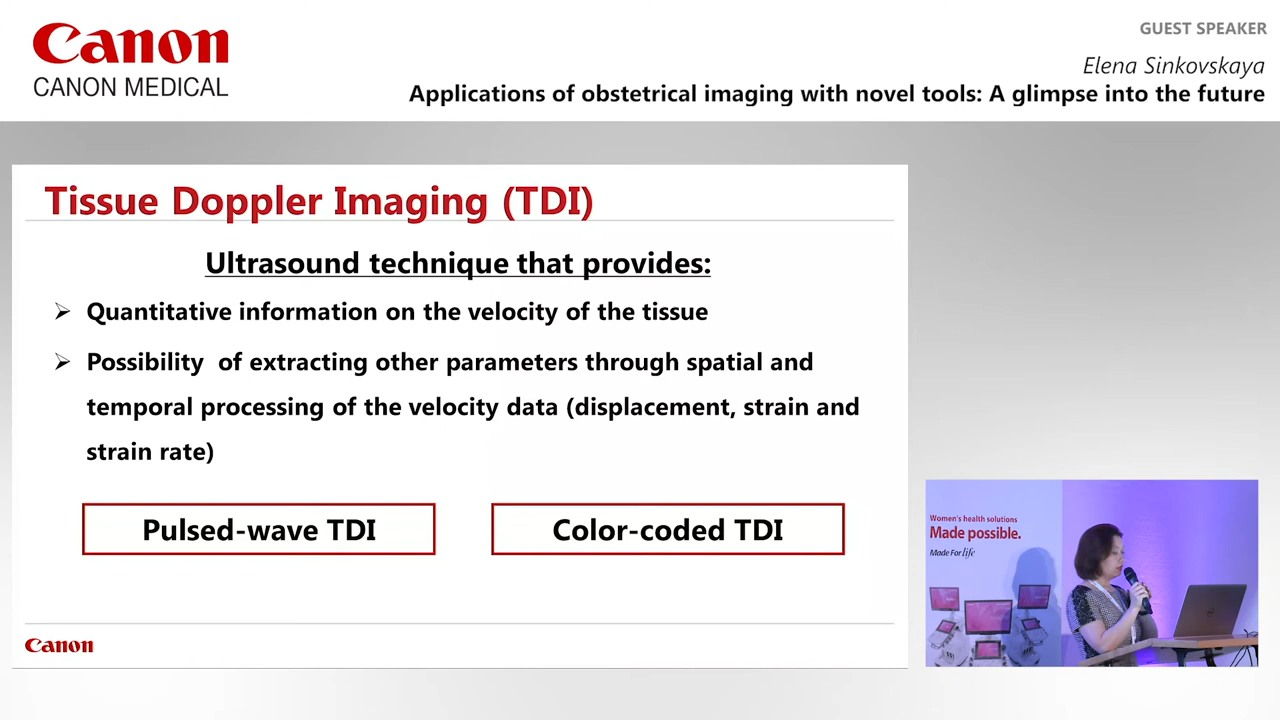 Canon
CANON MEDICAL
GUEST SPEAKER
Elena Sinkovskaya
Applications of obstetrical imaging with novel tools: A glimpse into the future
Tissue Doppler Imaging (TDI)
Ultrasound technique that provides:
Quantitative information on the velocity of the tissue
Possibility of extracting other parameters through spatial and
temporal processing of the velocity data (displacement, strain and
strain rate)
Pulsed-wave TDI
Color-coded TDI
Canon
Women's health solutions
Made possible.
Made For life